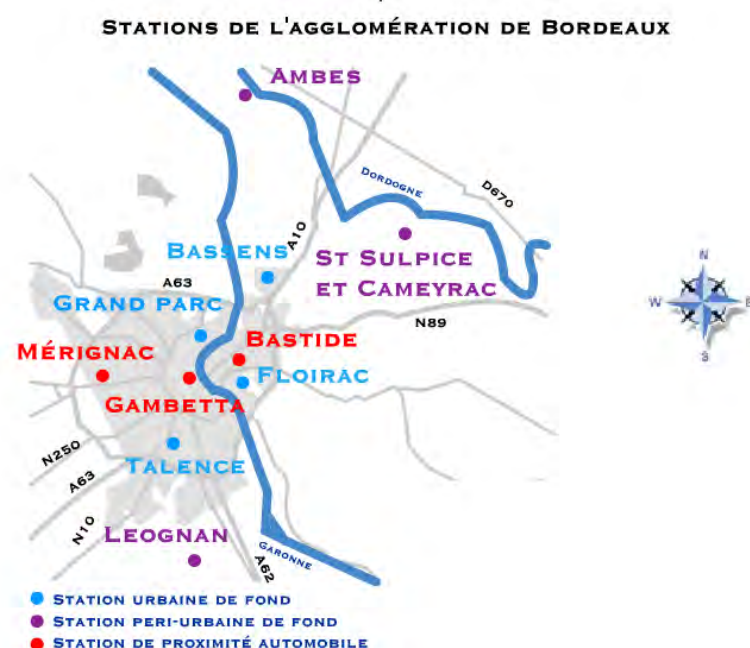 Stations de l'agglomération de Bordeaux
Ambes
Dordogne
D670
A10
Bassens
St Sulpice
et Cameyrac
A63
Grand parc
N89
Mérignac
Bastide
Floirac
Gambetta
N250
Talence
A63
N10
Leognan
Garonne
A62
N
W
E
S
Station urbaine de fond
Station peri-urbaine de fond
Station de proximité automobile